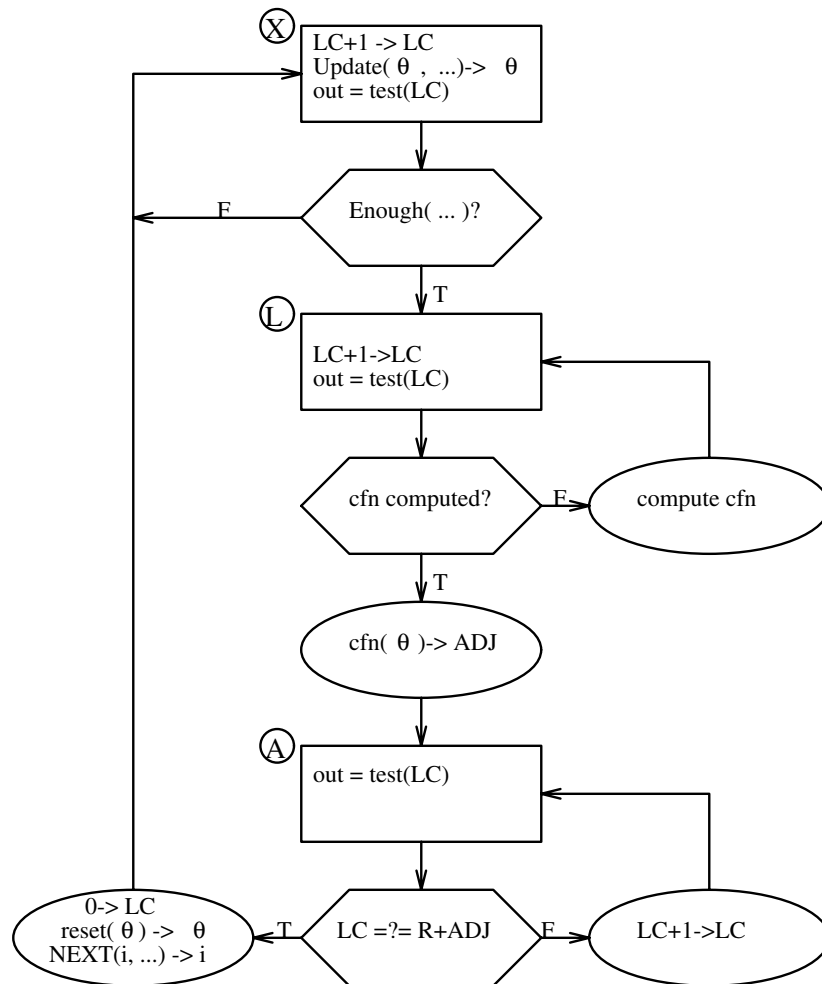 X
LC+1 -> LC
Update( θ , ...)-> θ
out = test(LC)
Enough( ... )?
F
T
L
LC+1->LC
out = test(LC)
cfn computed?
F
compute cfn
T
cfn( θ )-> ADJ
A
out = test(LC)
0-> LC
reset( θ ) -> θ
NEXT(i, ...) -> i
T
LC =?= R+ADJ
F
LC+1->LC